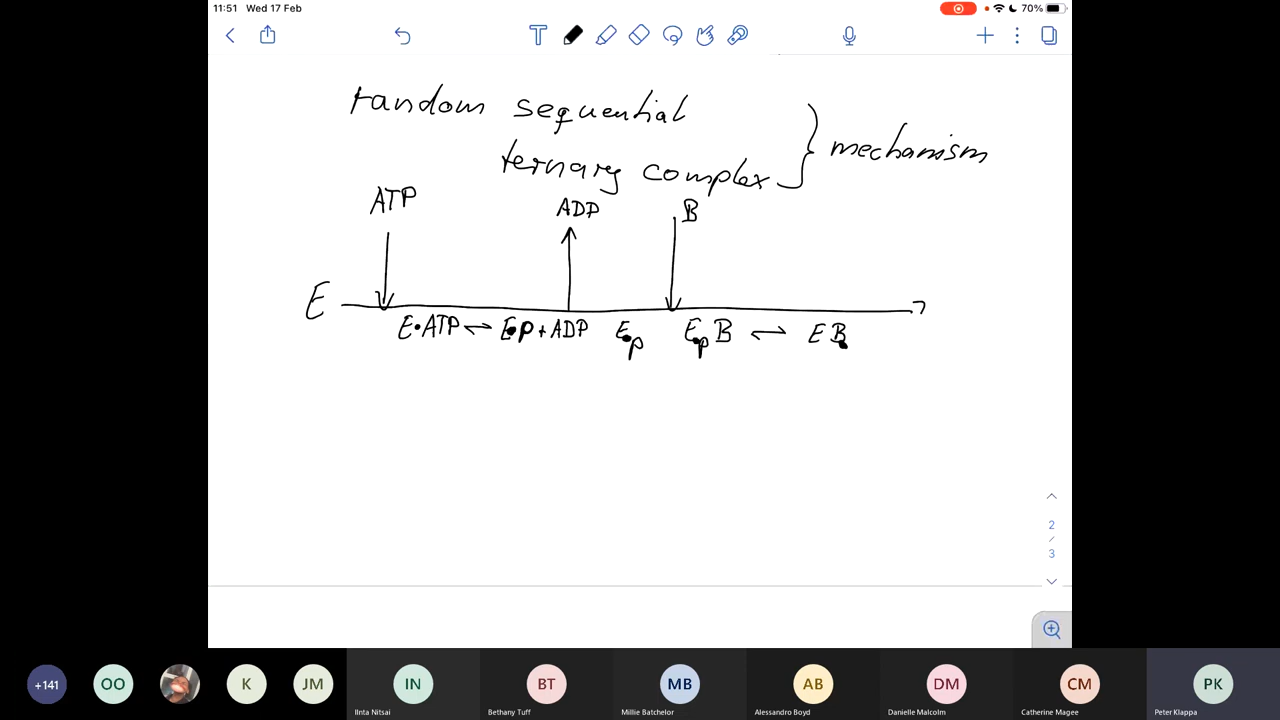 11:51 Wed 17 Feb
70%
random sequential
ternary complex } mechanism
ATP
ADP
B
E
E•ATP ⇌ E•P + ADP
E•P
E•P B ⇌ E B
2
/
3
+141
OO
K
JM
IN
BT
MB
AB
DM
CM
PK
Ilnta Nitsai
Bethany Tuff
Millie Batchelor
Alessandro Boyd
Danielle Malcolm
Catherine Magee
Peter Klappa